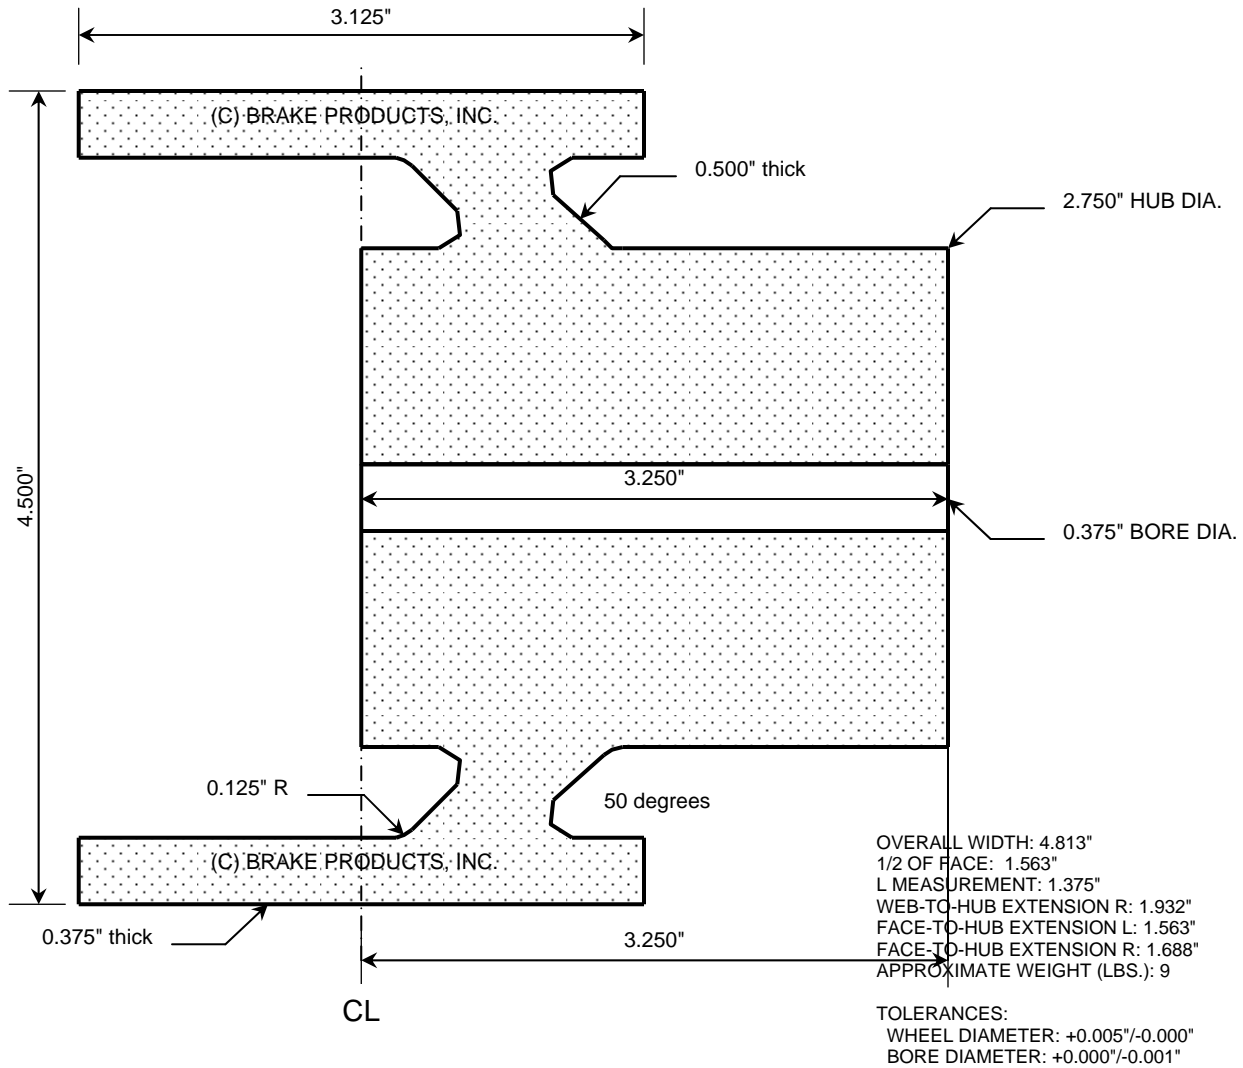 3.125"
(C) BRAKE PRODUCTS, INC.
0.500" thick
2.750" HUB DIA.
4.500"
3.250"
0.375" BORE DIA.
0.125" R
50 degrees
(C) BRAKE PRODUCTS, INC.
0.375" thick
3.250"
CL
OVERALL WIDTH: 4.813"
1/2 OF FACE: 1.563"
L MEASUREMENT: 1.375"
WEB-TO-HUB EXTENSION R: 1.932"
FACE-TO-HUB EXTENSION L: 1.563"
FACE-TO-HUB EXTENSION R: 1.688"
APPROXIMATE WEIGHT (LBS.): 9
TOLERANCES:
WHEEL DIAMETER: +0.005"/-0.000"
BORE DIAMETER: +0.000"/-0.001"